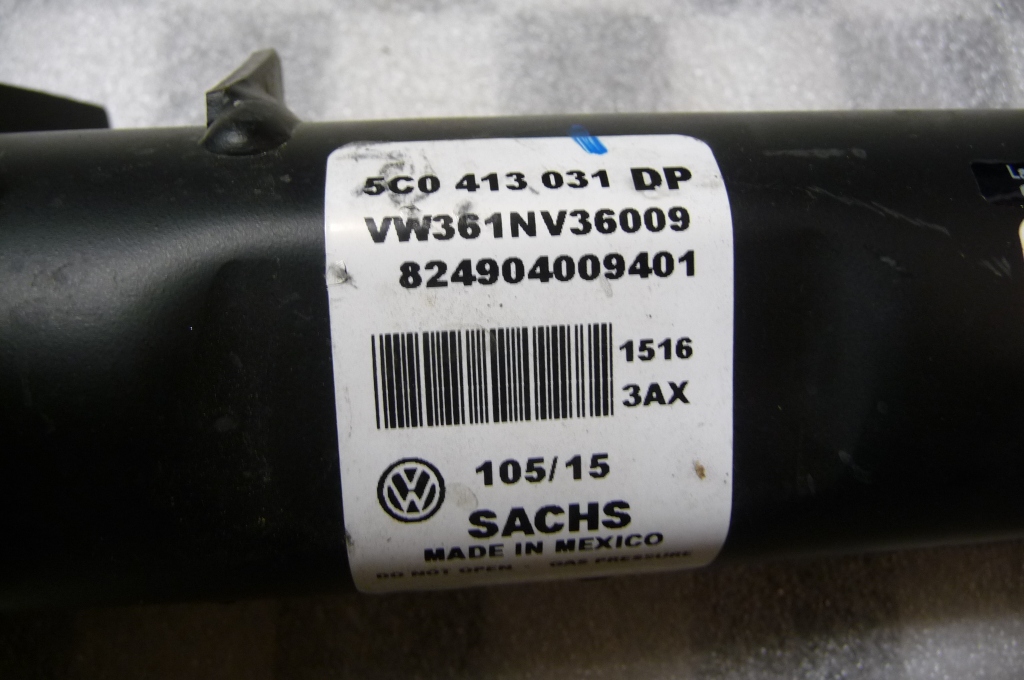 5C0 413 031 DP
VW361NV36009
824904009401
1516
3AX
105/15
SACHS
MADE IN MEXICO
DO NOT OPEN - GAS PRESSURE